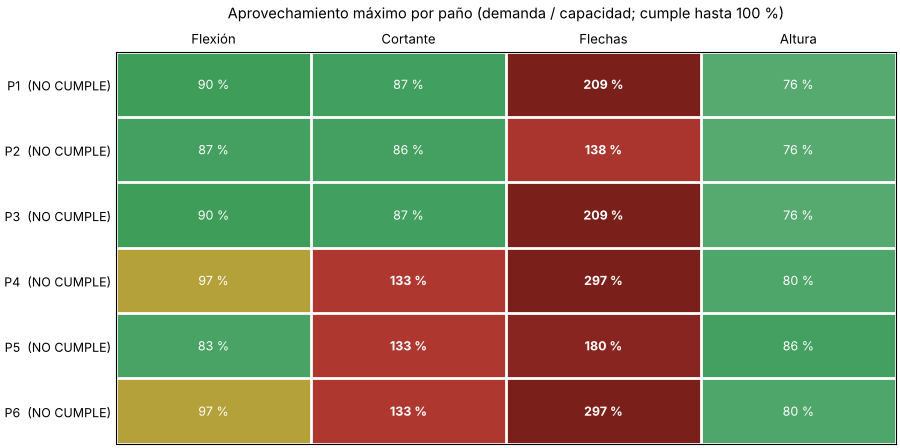 Aprovechamiento máximo por paño (demanda / capacidad; cumple hasta 100 %)
Flexión Cortante Flechas Altura
P1 (NO CUMPLE) 90 % 87 % 209 % 76 %
P2 (NO CUMPLE) 87 % 86 % 138 % 76 %
P3 (NO CUMPLE) 90 % 87 % 209 % 76 %
P4 (NO CUMPLE) 97 % 133 % 297 % 80 %
P5 (NO CUMPLE) 83 % 133 % 180 % 86 %
P6 (NO CUMPLE) 97 % 133 % 297 % 80 %